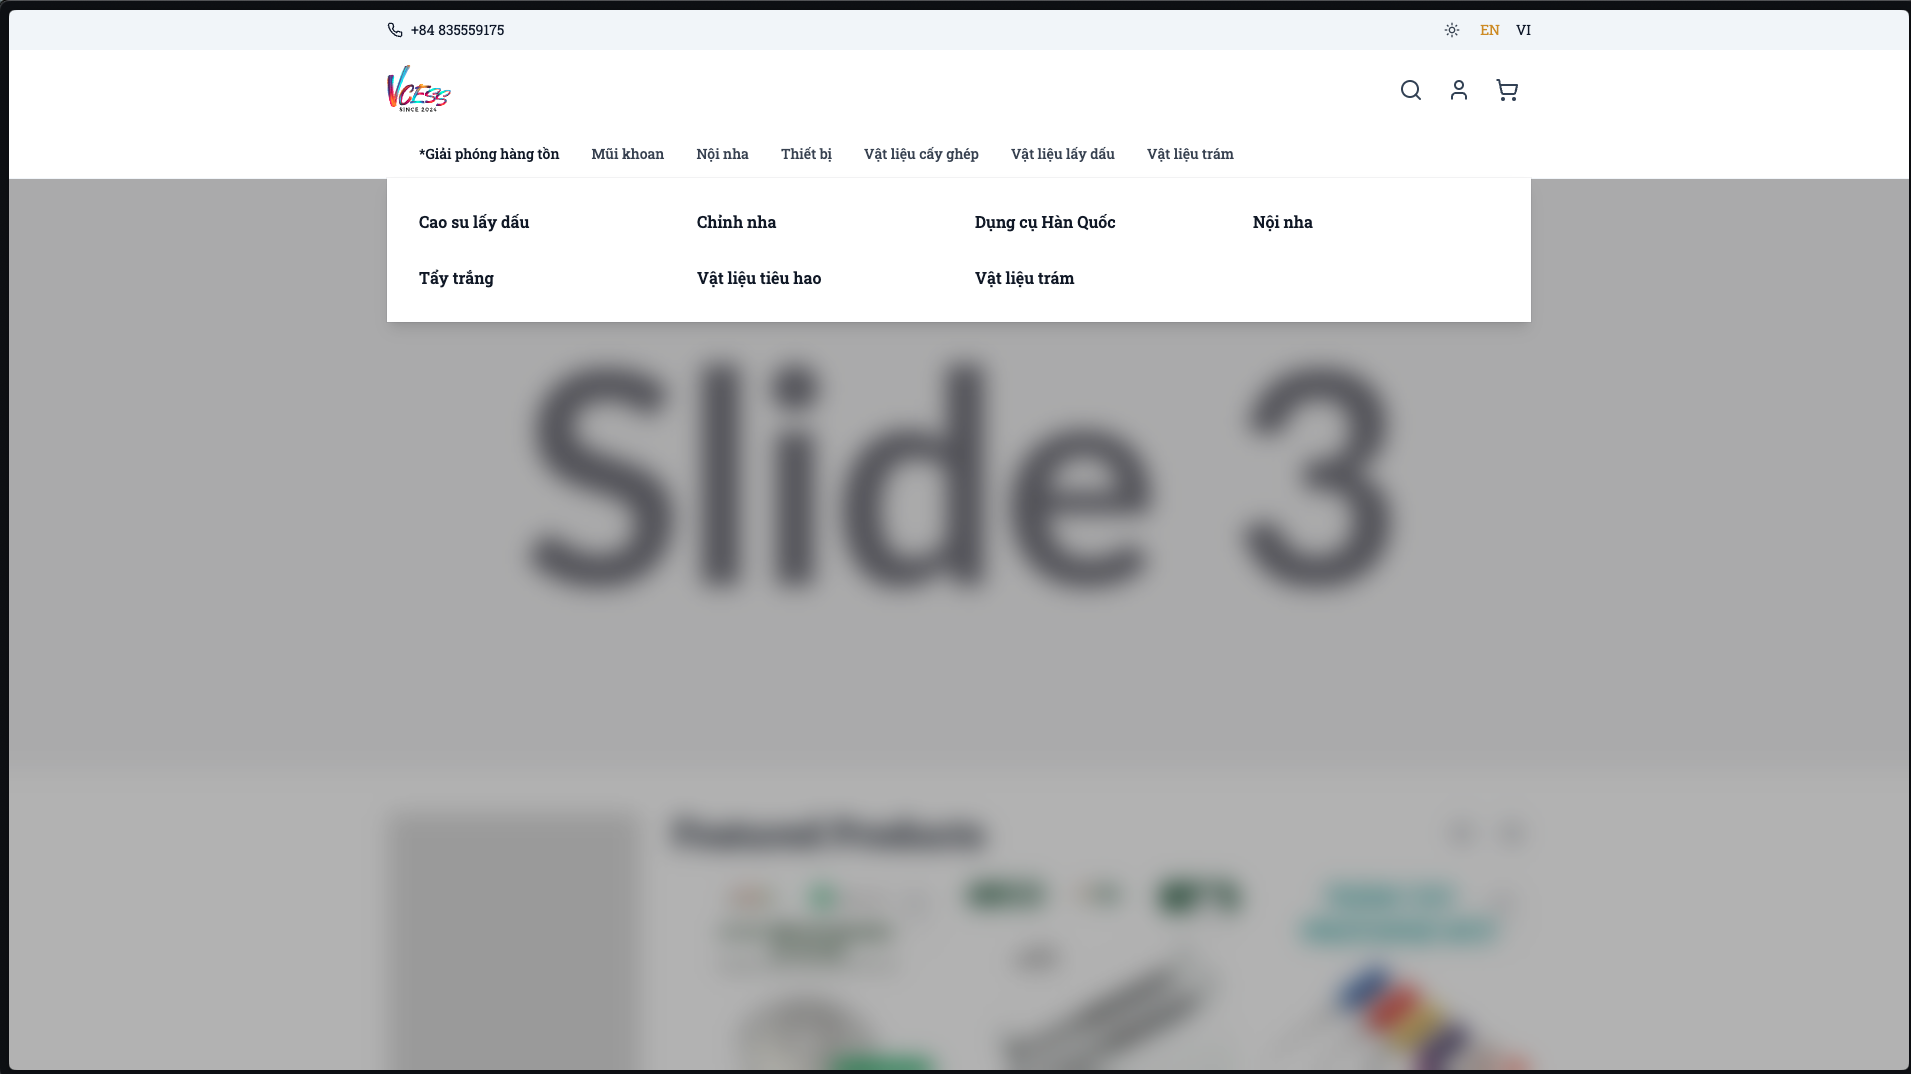 +84 835559175
EN VI
VCESS
SINCE 2024
*Giải phóng hàng tồn Mũi khoan Nội nha Thiết bị Vật liệu cấy ghép Vật liệu lấy dấu Vật liệu trám
Cao su lấy dấu Chỉnh nha Dụng cụ Hàn Quốc Nội nha
Tẩy trắng Vật liệu tiêu hao Vật liệu trám
Slide 3
Featured Products